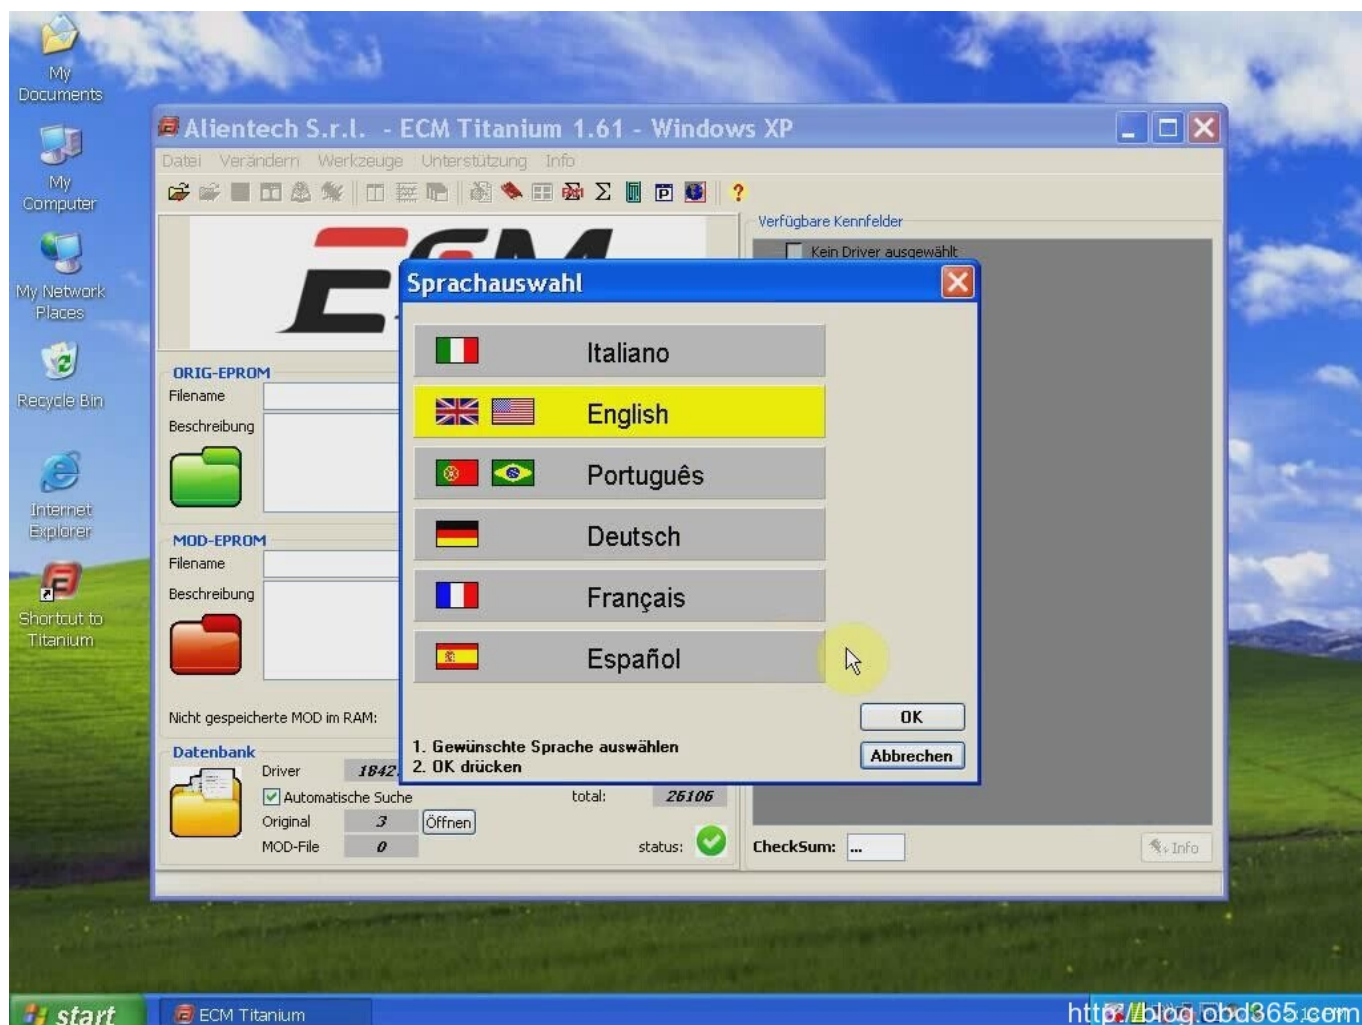 My
Documents
My
Computer
My Network
Places
Recycle Bin
Internet
Explorer
Shortcut to
Titanium
Alientech S.r.l. - ECM Titanium 1.61 - Windows XP
Datei Verändern Werkzeuge Unterstützung Info
Verfügbare Kennfelder
Kein Driver ausgewählt
ORIG-EPROM
Filename
Beschreibung
MOD-EPROM
Filename
Beschreibung
Nicht gespeicherte MOD im RAM:
Datenbank
Driver
Automatische Suche
total: 26106
Original 3 Öffnen
MOD-File 0
status:
CheckSum: ...
Info
Sprachauswahl
Italiano
English
Português
Deutsch
Français
Español
1. Gewünschte Sprache auswählen
2. OK drücken
OK
Abbrechen
start
ECM Titanium
http://blog.obd365.com